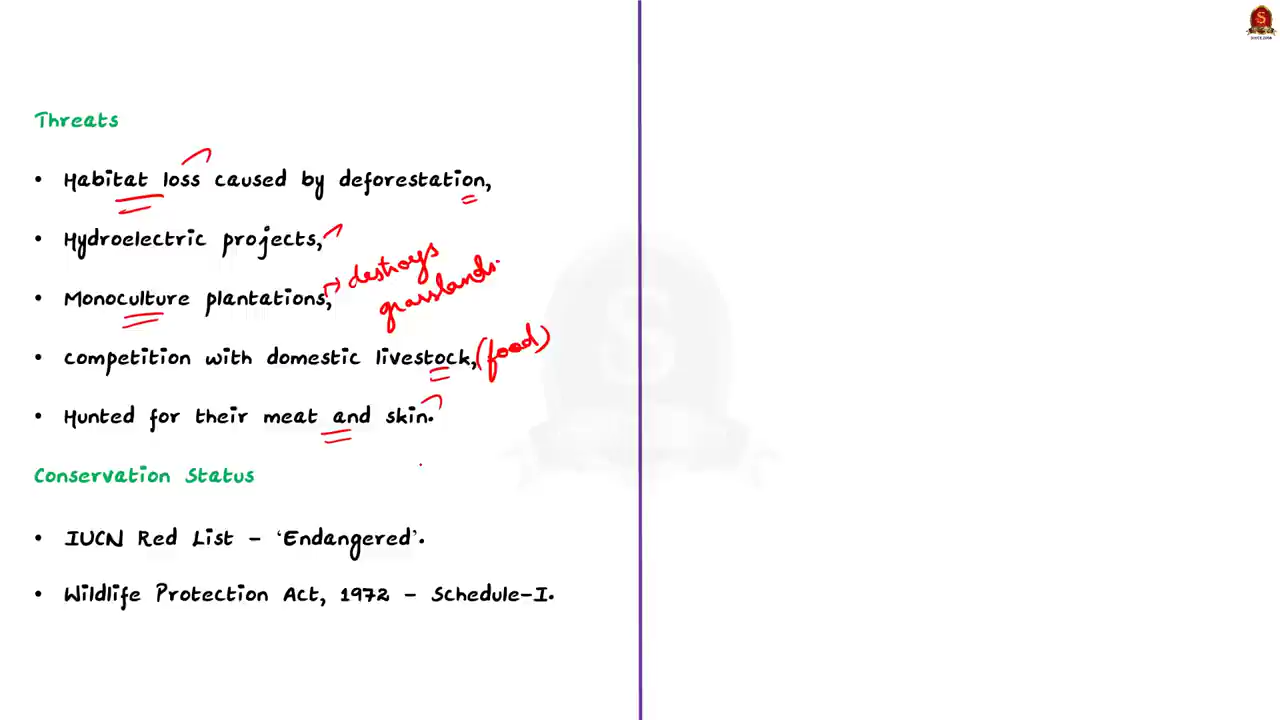 Threats
• Habitat loss caused by deforestation,
• Hydroelectric projects,
• Monoculture plantations, destroys grasslands.
• Competition with domestic livestock, (food)
• Hunted for their meat and skin.
Conservation Status
• IUCN Red List – ‘Endangered’.
• Wildlife Protection Act, 1972 – Schedule-I.
S
S